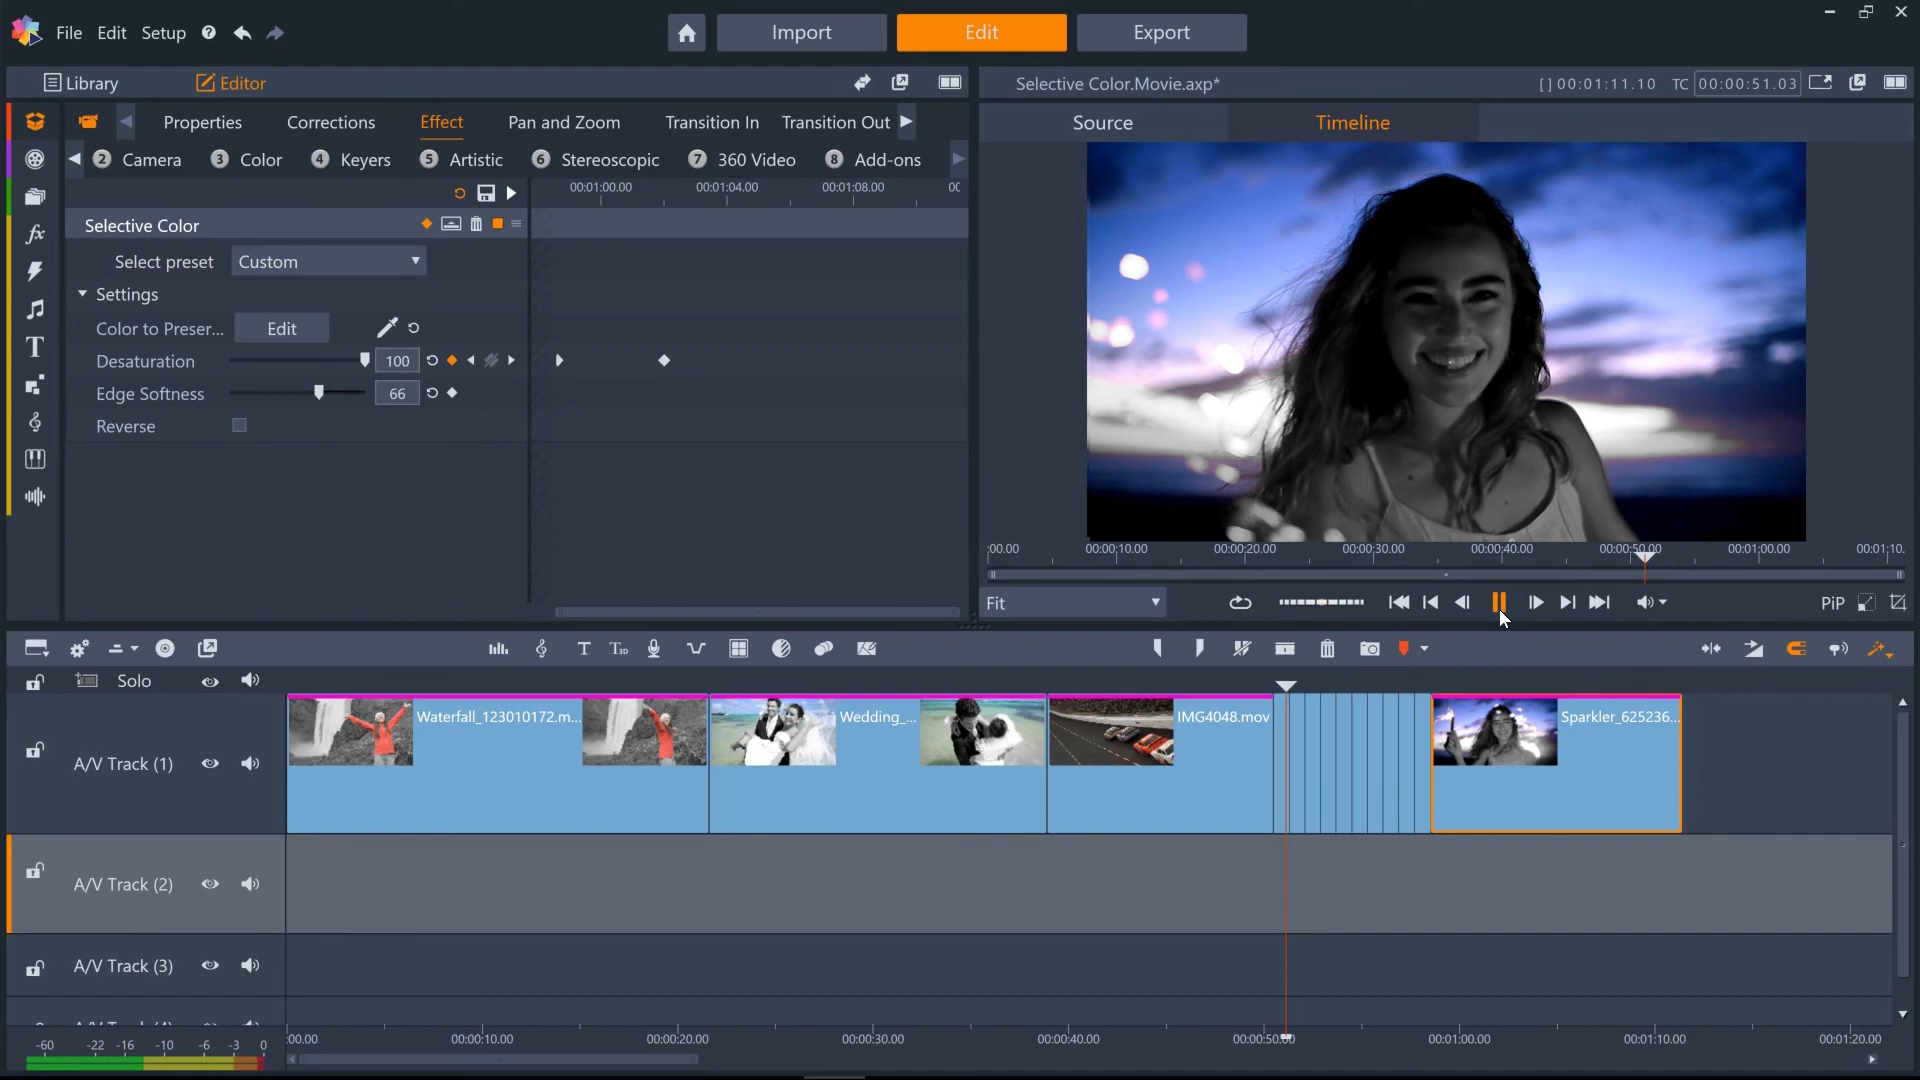 File Edit Setup
Import Edit Export
Library Editor
Selective Color.Movie.axp*
[ ] 00:01:11.10 TC 00:00:51.03
Properties Corrections Effect Pan and Zoom Transition In Transition Out
Source Timeline
2 Camera 3 Color 4 Keyers 5 Artistic 6 Stereoscopic 7 360 Video 8 Add-ons
00:01:00.00 00:01:04.00 00:01:08.00 00
Selective Color
Select preset Custom
Settings
Color to Preser... Edit
Desaturation 100
Edge Softness 66
Reverse
:00.00 00:00:10.00 00:00:20.00 00:00:30.00 00:00:40.00 00:00:50.00 00:01:00.00 00:01:10.
Fit
PiP
Solo
A/V Track (1)
Waterfall_123010172.m... Wedding_... IMG4048.mov Sparkler_625236...
A/V Track (2)
A/V Track (3)
:00.00 00:00:10.00 00:00:20.00 00:00:30.00 00:00:40.00 00:00:50.00 00:01:00.00 00:01:10.00 00:01:20.00
-60 -22 -16 -10 -6 -3 0